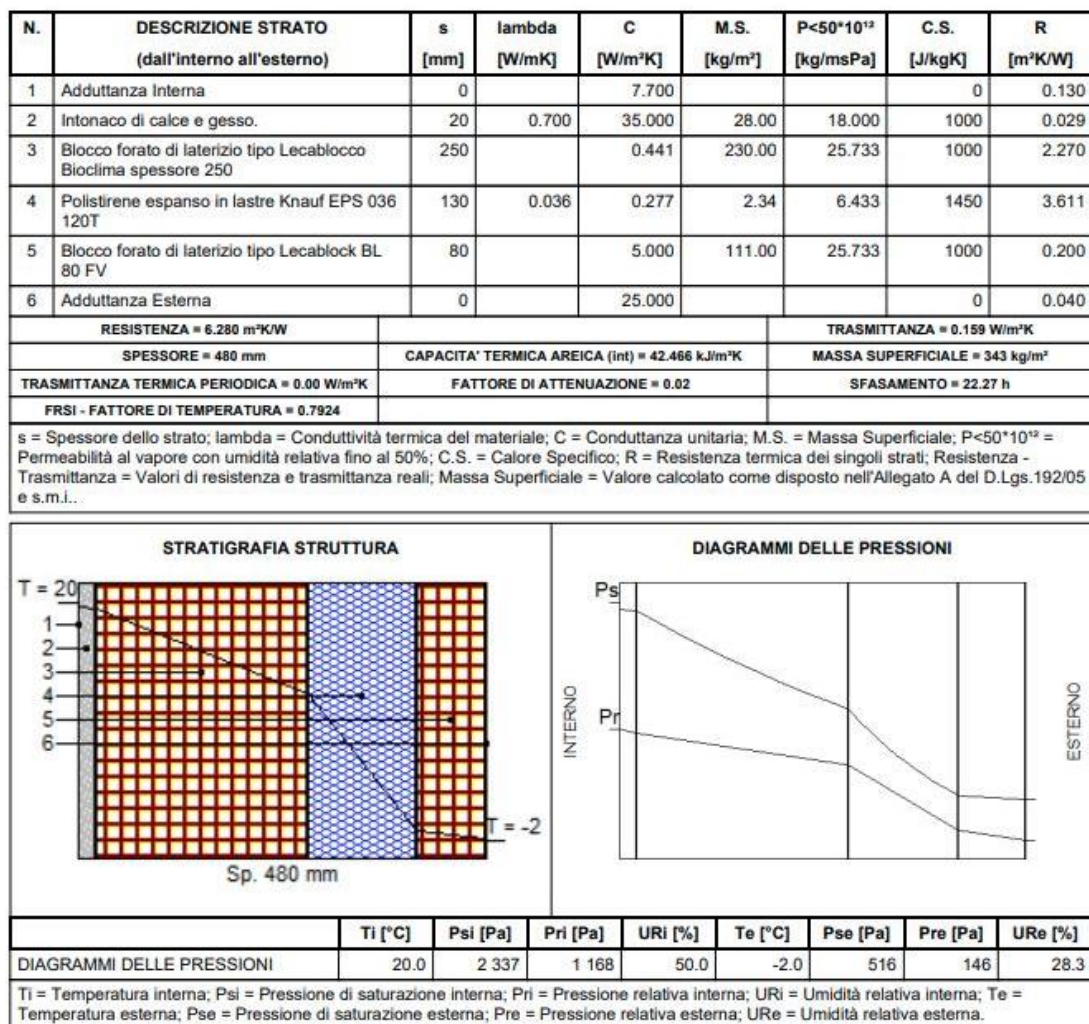 N. DESCRIZIONE STRATO s lambda C M.S. P<50*10¹² C.S. R
(dall'interno all'esterno) [mm] [W/mK] [W/m²K] [kg/m²] [kg/msPa] [J/kgK] [m²K/W]
1 Adduttanza Interna 0 7.700 0 0.130
2 Intonaco di calce e gesso. 20 0.700 35.000 28.00 18.000 1000 0.029
3 Blocco forato di laterizio tipo Lecablocco 250 0.441 230.00 25.733 1000 2.270
Bioclima spessore 250
4 Polistirene espanso in lastre Knauf EPS 036 130 0.036 0.277 2.34 6.433 1450 3.611
120T
5 Blocco forato di laterizio tipo Lecablock BL 80 5.000 111.00 25.733 1000 0.200
80 FV
6 Adduttanza Esterna 0 25.000 0 0.040
RESISTENZA = 6.280 m²K/W TRASMITTANZA = 0.159 W/m²K
SPESSORE = 480 mm CAPACITA' TERMICA AREICA (int) = 42.466 kJ/m²K MASSA SUPERFICIALE = 343 kg/m²
TRASMITTANZA TERMICA PERIODICA = 0.00 W/m²K FATTORE DI ATTENUAZIONE = 0.02 SFASAMENTO = 22.27 h
FRSI - FATTORE DI TEMPERATURA = 0.7924
s = Spessore dello strato; lambda = Conduttività termica del materiale; C = Conduttanza unitaria; M.S. = Massa Superficiale; P<50*10¹² =
Permeabilità al vapore con umidità relativa fino al 50%; C.S. = Calore Specifico; R = Resistenza termica dei singoli strati; Resistenza -
Trasmittanza = Valori di resistenza e trasmittanza reali; Massa Superficiale = Valore calcolato come disposto nell'Allegato A del D.Lgs.192/05
e s.m.i..
STRATIGRAFIA STRUTTURA
T = 20
1
2
3
4
5
6
T = -2
Sp. 480 mm
DIAGRAMMI DELLE PRESSIONI
Ps
Pr
INTERNO
ESTERNO
Ti [°C] Psi [Pa] Pri [Pa] URi [%] Te [°C] Pse [Pa] Pre [Pa] URe [%]
DIAGRAMMI DELLE PRESSIONI 20.0 2 337 1 168 50.0 -2.0 516 146 28.3
Ti = Temperatura interna; Psi = Pressione di saturazione interna; Pri = Pressione relativa interna; URi = Umidità relativa interna; Te =
Temperatura esterna; Pse = Pressione di saturazione esterna; Pre = Pressione relativa esterna; URe = Umidità relativa esterna.